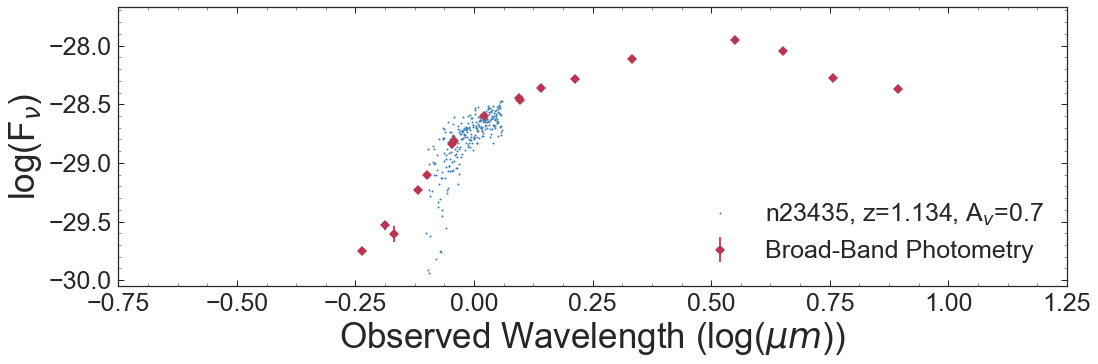 log(F$_ν$)
−28.0
−28.5
−29.0
−29.5
−30.0
n23435, z=1.134, A$_v$=0.7
Broad-Band Photometry
−0.75 −0.50 −0.25 0.00 0.25 0.50 0.75 1.00 1.25
Observed Wavelength (log(μm))